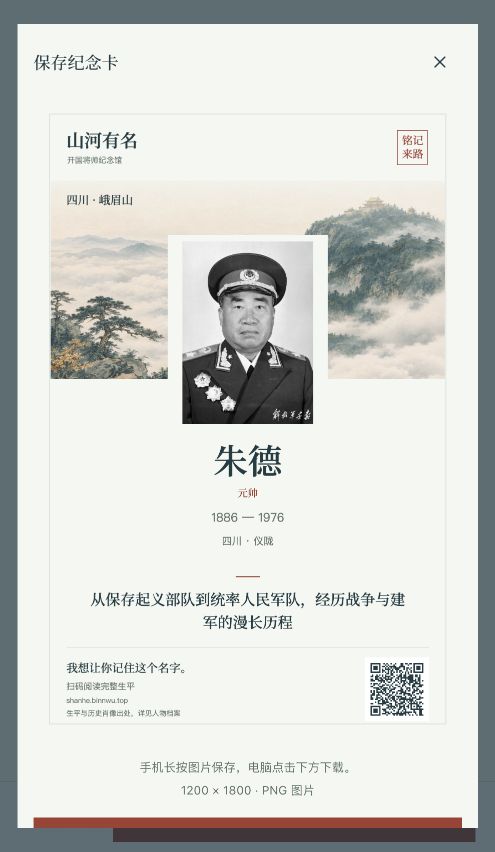 保存纪念卡
山河有名
开国将帅纪念馆
铭记
来路
四川·峨眉山
解放军画报
朱德
元帅
1886 — 1976
四川 · 仪陇
从保存起义部队到统率人民军队，经历战争与建
军的漫长历程
我想让你记住这个名字。
扫码阅读完整生平
shanhe.binnwu.top
生平与历史肖像出处，详见人物档案
手机长按图片保存，电脑点击下方下载。
1200 × 1800 · PNG 图片